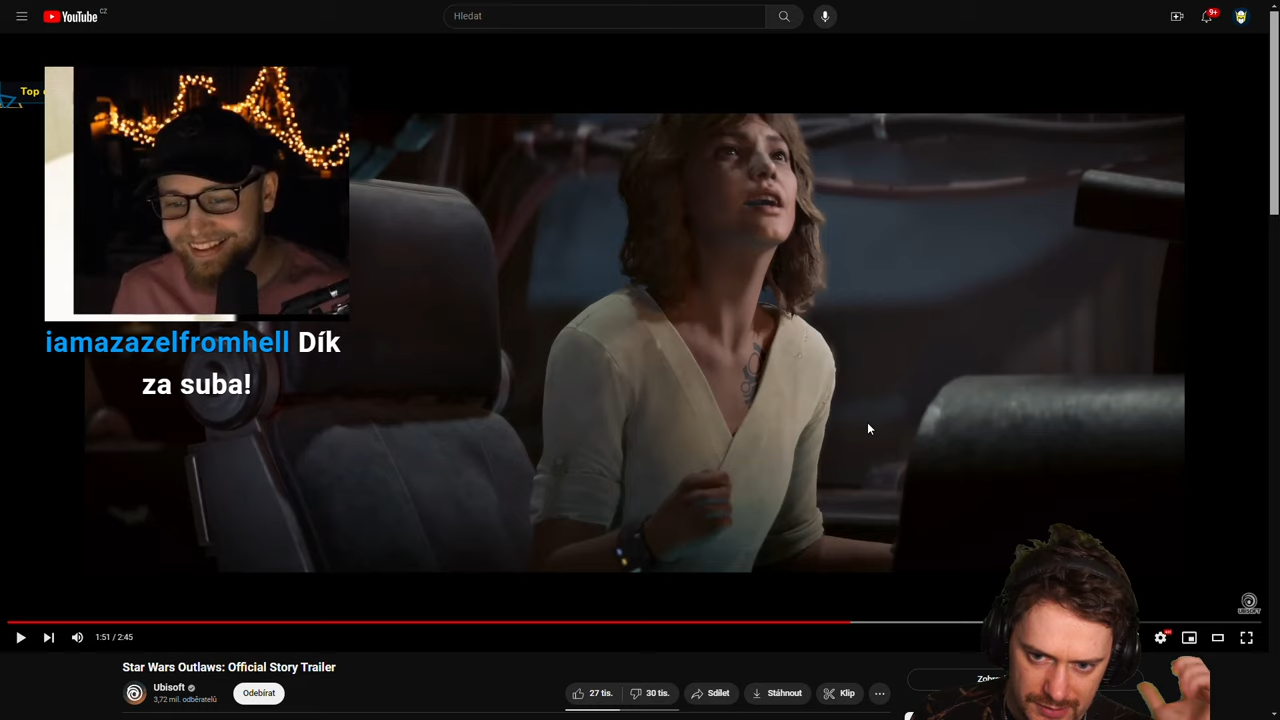 YouTube CZ
Hledat
9+
Top
iamazazelfromhell Dík
za suba!
UBISOFT
1:51 / 2:45
Star Wars Outlaws: Official Story Trailer
Ubisoft
3,72 mil. odběratelů
Odebírat
27 tis.
30 tis.
Sdílet
Stáhnout
Klip